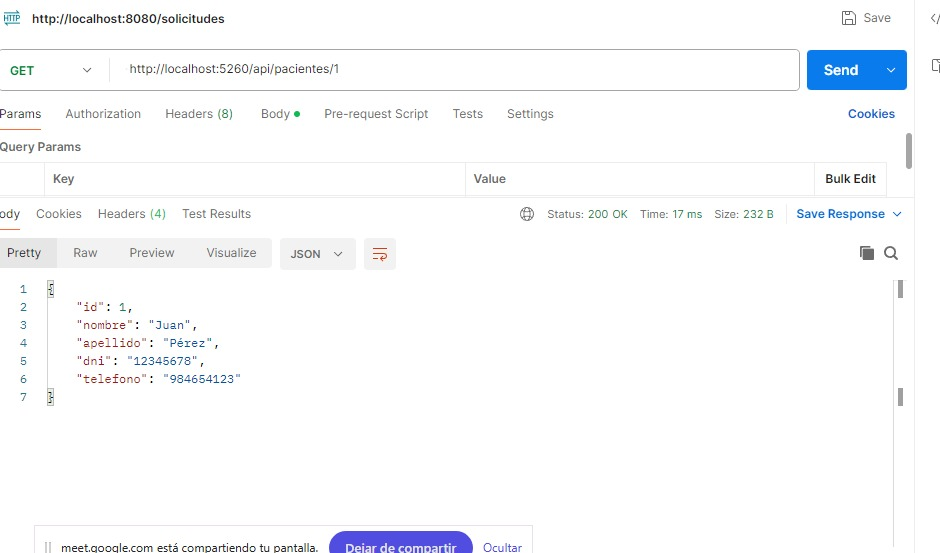 HTTP http://localhost:8080/solicitudes Save </>
GET http://localhost:5260/api/pacientes/1 Send
Params Authorization Headers (8) Body Pre-request Script Tests Settings Cookies
Query Params
Key Value Bulk Edit
ody Cookies Headers (4) Test Results Status: 200 OK Time: 17 ms Size: 232 B Save Response
Pretty Raw Preview Visualize JSON
1 {
2 "id": 1,
3 "nombre": "Juan",
4 "apellido": "Pérez",
5 "dni": "12345678",
6 "telefono": "984654123"
7 }
meet.google.com está compartiendo tu pantalla. Dejar de compartir Ocultar